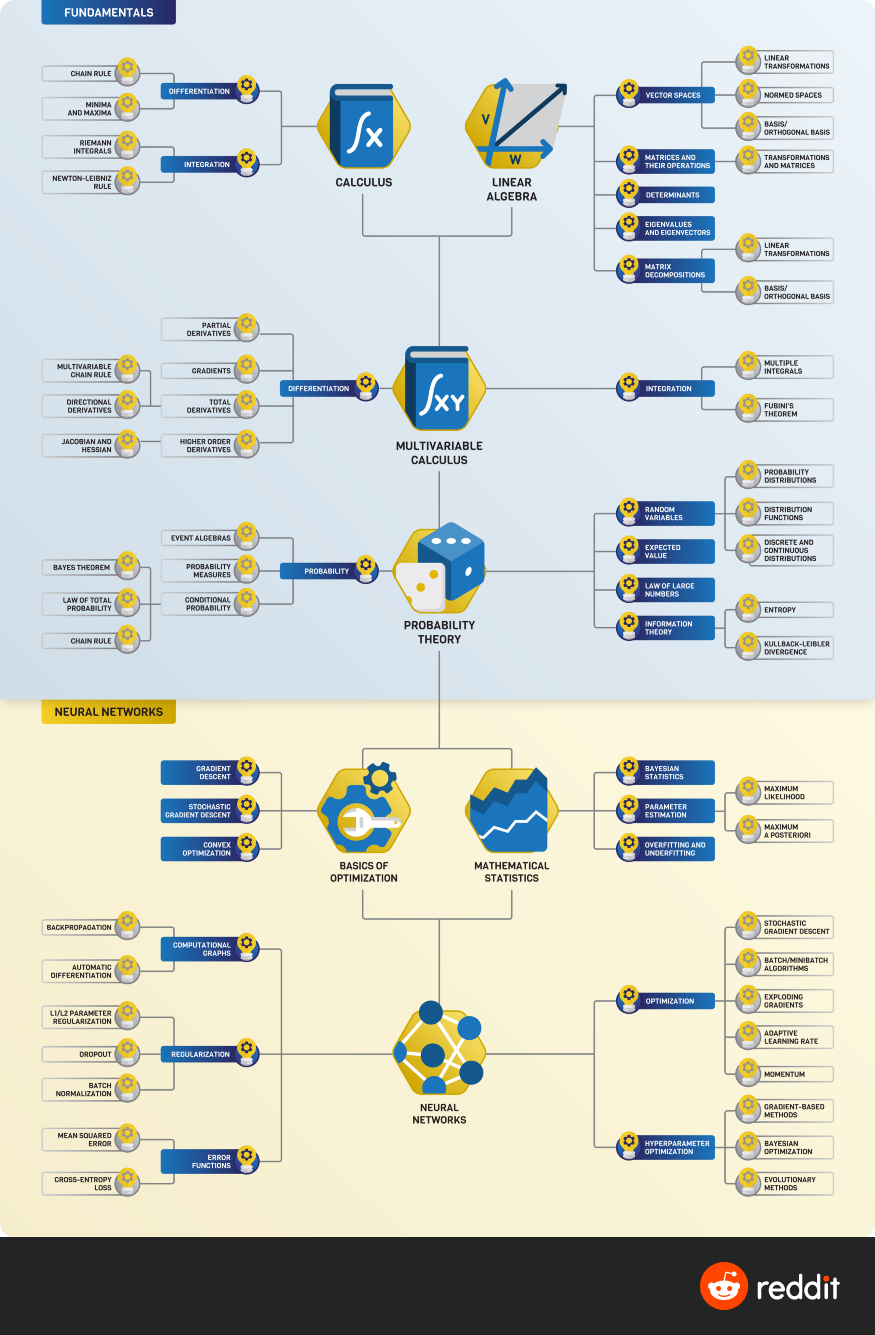 FUNDAMENTALS
CHAIN RULE
MINIMA
AND MAXIMA
DIFFERENTIATION
RIEMANN
INTEGRALS
NEWTON-LEIBNIZ
RULE
INTEGRATION
∫x
CALCULUS
V
W
LINEAR
ALGEBRA
VECTOR SPACES
LINEAR
TRANSFORMATIONS
NORMED SPACES
BASIS/
ORTHOGONAL BASIS
MATRICES AND
THEIR OPERATIONS
TRANSFORMATIONS
AND MATRICES
DETERMINANTS
EIGENVALUES
AND EIGENVECTORS
MATRIX
DECOMPOSITIONS
LINEAR
TRANSFORMATIONS
BASIS/
ORTHOGONAL BASIS
PARTIAL
DERIVATIVES
MULTIVARIABLE
CHAIN RULE
GRADIENTS
DIRECTIONAL
DERIVATIVES
TOTAL
DERIVATIVES
JACOBIAN AND
HESSIAN
HIGHER ORDER
DERIVATIVES
DIFFERENTIATION
∫XY
MULTIVARIABLE
CALCULUS
INTEGRATION
MULTIPLE
INTEGRALS
FUBINI'S
THEOREM
EVENT ALGEBRAS
BAYES THEOREM
PROBABILITY
MEASURES
LAW OF TOTAL
PROBABILITY
CONDITIONAL
PROBABILITY
CHAIN RULE
PROBABILITY
PROBABILITY
THEORY
RANDOM
VARIABLES
PROBABILITY
DISTRIBUTIONS
DISTRIBUTION
FUNCTIONS
DISCRETE AND
CONTINUOUS
DISTRIBUTIONS
EXPECTED
VALUE
LAW OF LARGE
NUMBERS
INFORMATION
THEORY
ENTROPY
KULLBACK-LEIBLER
DIVERGENCE
NEURAL NETWORKS
GRADIENT
DESCENT
STOCHASTIC
GRADIENT DESCENT
CONVEX
OPTIMIZATION
BASICS OF
OPTIMIZATION
MATHEMATICAL
STATISTICS
BAYESIAN
STATISTICS
PARAMETER
ESTIMATION
MAXIMUM
LIKELIHOOD
MAXIMUM
A POSTERIORI
OVERFITTING AND
UNDERFITTING
BACKPROPAGATION
AUTOMATIC
DIFFERENTIATION
COMPUTATIONAL
GRAPHS
L1/L2 PARAMETER
REGULARIZATION
DROPOUT
BATCH
NORMALIZATION
REGULARIZATION
MEAN SQUARED
ERROR
CROSS-ENTROPY
LOSS
ERROR
FUNCTIONS
NEURAL
NETWORKS
OPTIMIZATION
STOCHASTIC
GRADIENT DESCENT
BATCH/MINIBATCH
ALGORITHMS
EXPLODING
GRADIENTS
ADAPTIVE
LEARNING RATE
MOMENTUM
HYPERPARAMETER
OPTIMIZATION
GRADIENT-BASED
METHODS
BAYESIAN
OPTIMIZATION
EVOLUTIONARY
METHODS
reddit